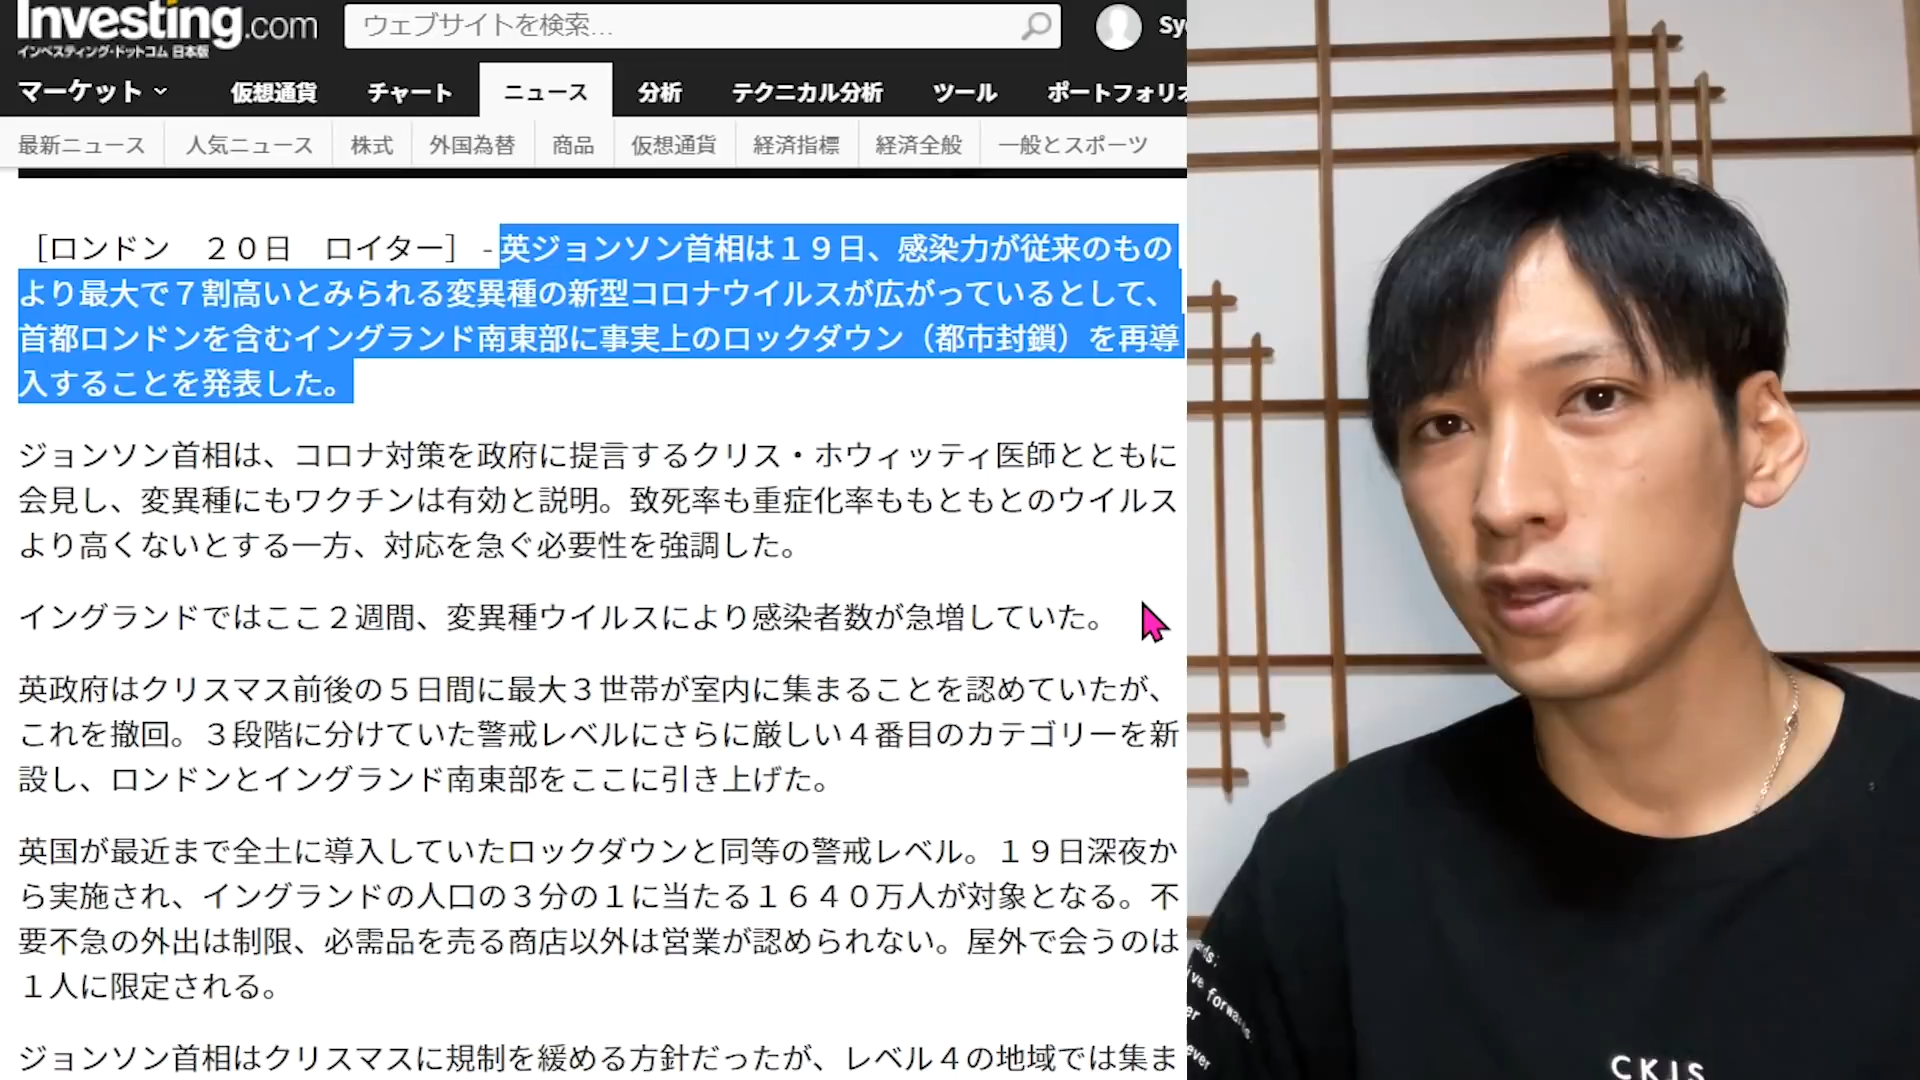 Investing.com
インベスティング・ドットコム 日本版
ウェブサイトを検索...
マーケット 仮想通貨 チャート ニュース 分析 テクニカル分析 ツール ポートフォリオ
最新ニュース 人気ニュース 株式 外国為替 商品 仮想通貨 経済指標 経済全般 一般とスポーツ
［ロンドン　２０日　ロイター］ - 英ジョンソン首相は１９日、感染力が従来のもの
より最大で７割高いとみられる変異種の新型コロナウイルスが広がっているとして、
首都ロンドンを含むイングランド南東部に事実上のロックダウン（都市封鎖）を再導
入することを発表した。
ジョンソン首相は、コロナ対策を政府に提言するクリス・ホウィッティ医師とともに
会見し、変異種にもワクチンは有効と説明。致死率も重症化率ももともとのウイルス
より高くないとする一方、対応を急ぐ必要性を強調した。
イングランドではここ２週間、変異種ウイルスにより感染者数が急増していた。
英政府はクリスマス前後の５日間に最大３世帯が室内に集まることを認めていたが、
これを撤回。３段階に分けていた警戒レベルにさらに厳しい４番目のカテゴリーを新
設し、ロンドンとイングランド南東部をここに引き上げた。
英国が最近まで全土に導入していたロックダウンと同等の警戒レベル。１９日深夜か
ら実施され、イングランドの人口の３分の１に当たる１６４０万人が対象となる。不
要不急の外出は制限、必需品を売る商店以外は営業が認められない。屋外で会うのは
１人に限定される。
ジョンソン首相はクリスマスに規制を緩める方針だったが、レベル４の地域では集ま
CKIS